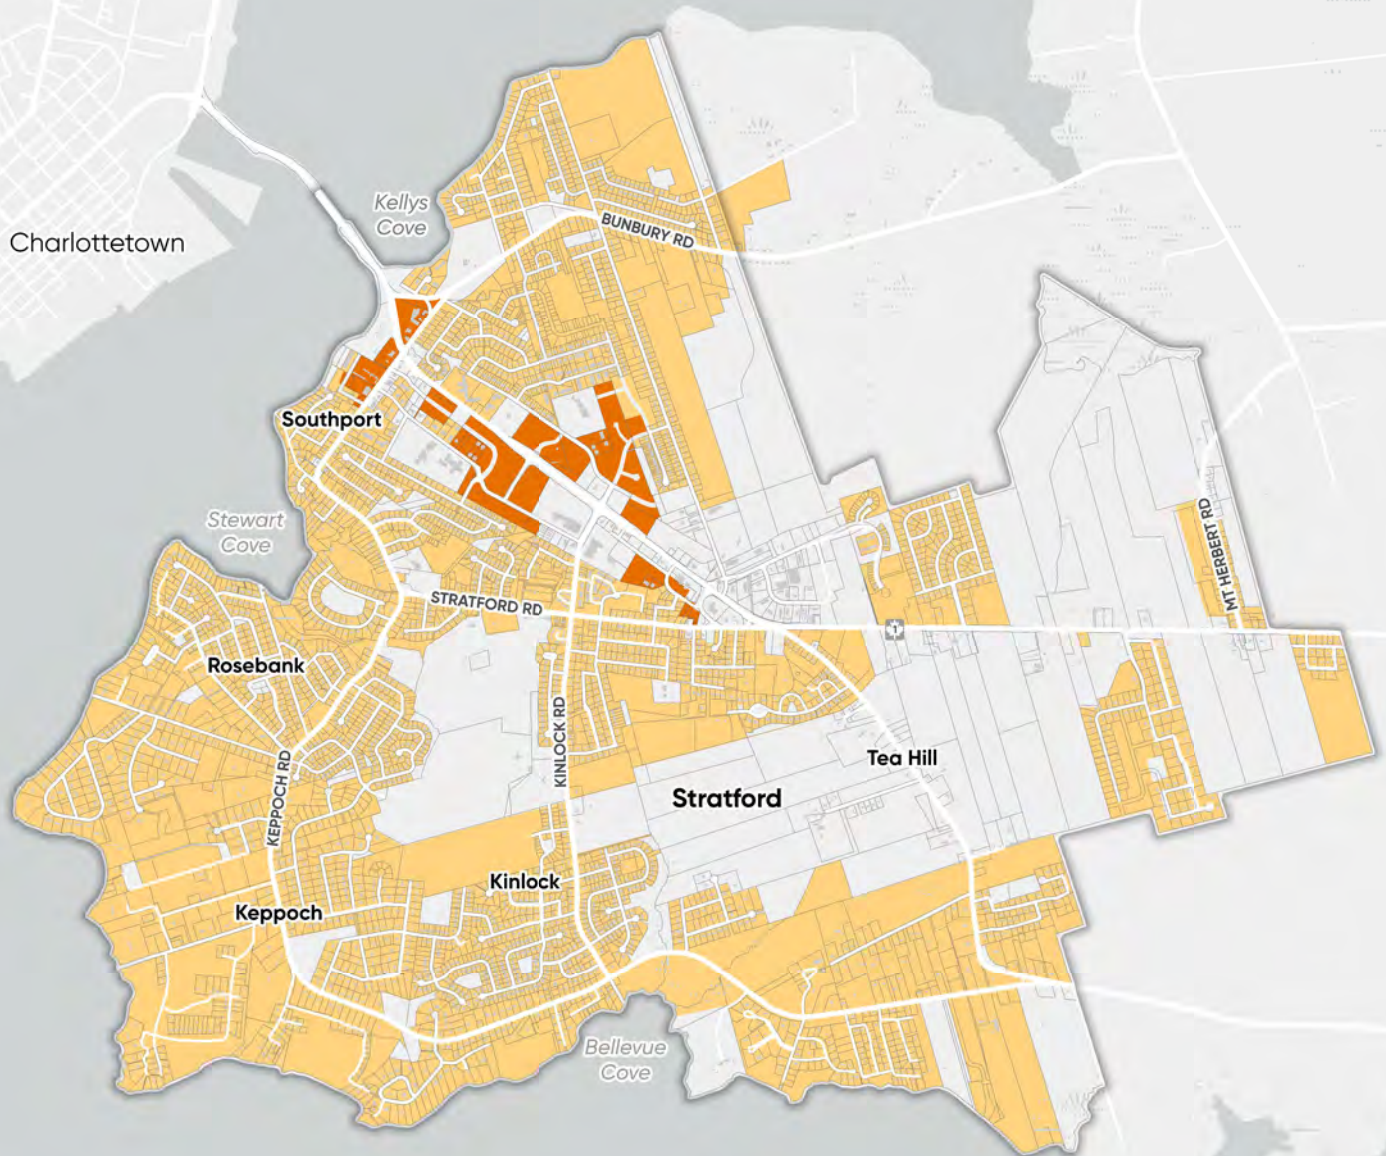 Kellys
Cove
BUNBURY RD
Charlottetown
Southport
Stewart
Cove
MT HERBERT RD
STRATFORD RD
1
Rosebank
KINLOCK RD
Tea Hill
KEPPOCH RD
Stratford
Kinlock
Keppoch
Bellevue
Cove